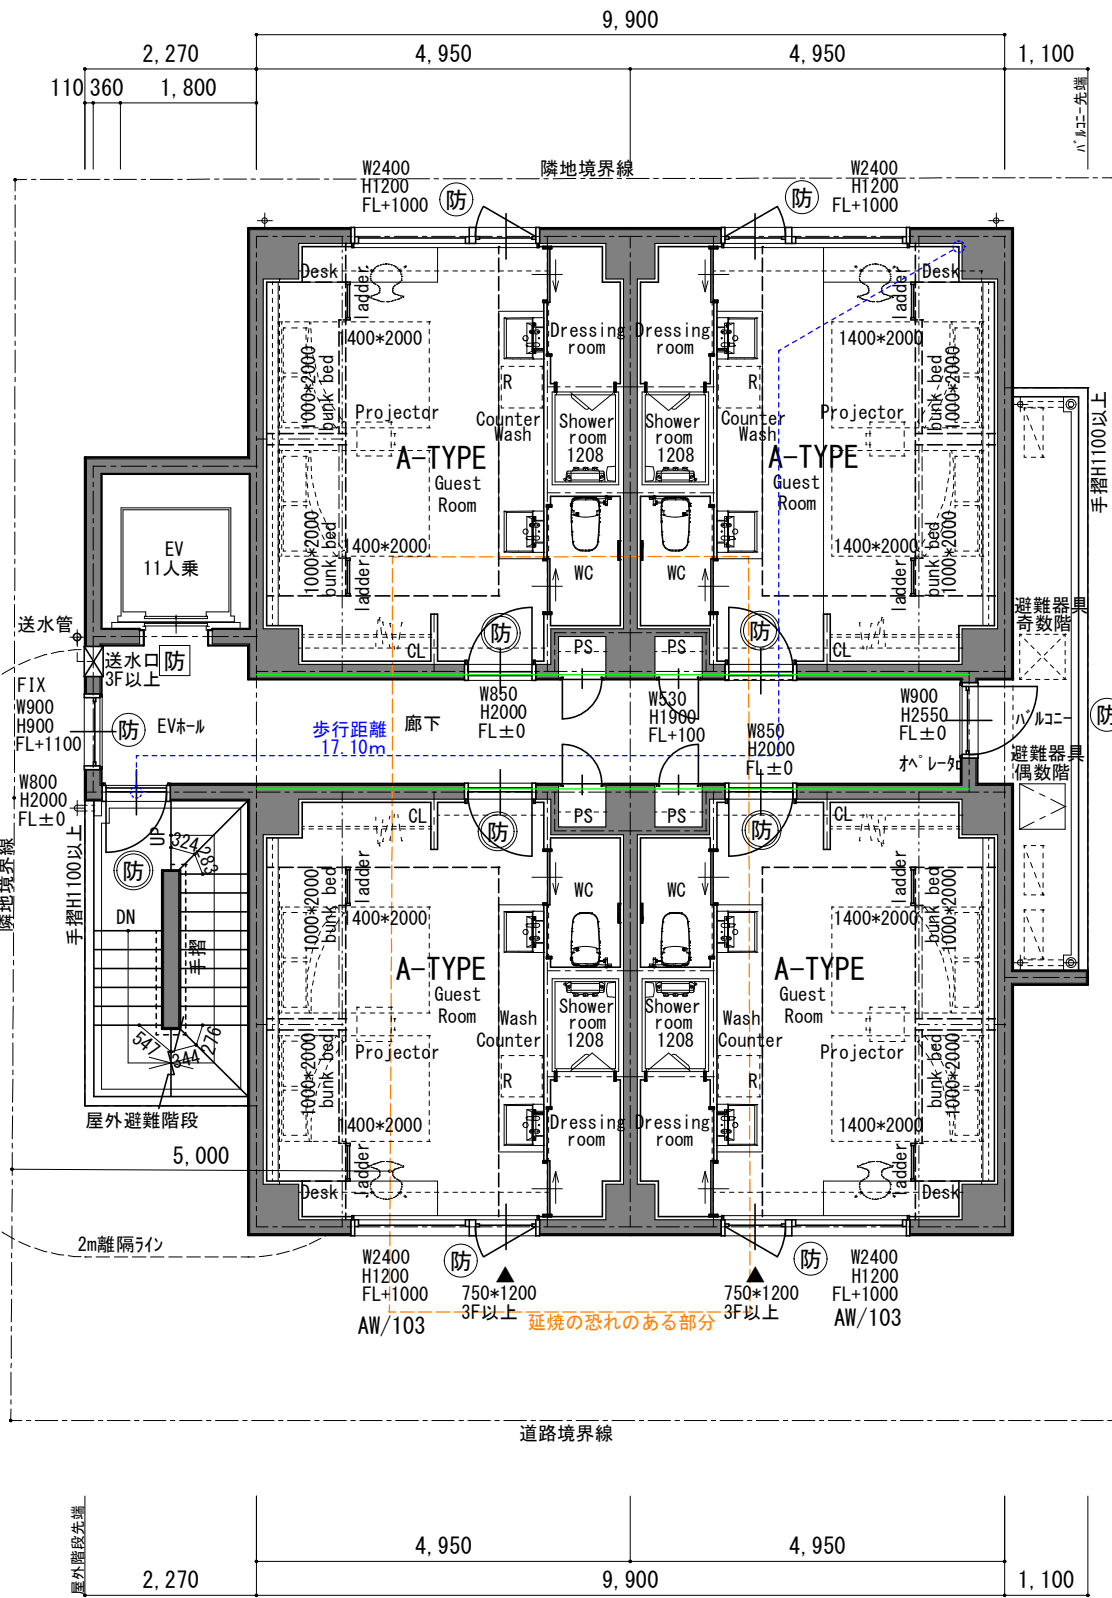 9,900
2,270
4,950
4,950
1,100
110
360
1,800
バルコニー先端
隣地境界線
W2400
H1200
FL+1000
防
防
W2400
H1200
FL+1000
Desk
ladder
1400*2000
1000*2000
bunk bed
Projector
A-TYPE
Guest
Room
1000*2000
bunk bed
1400*2000
ladder
CL
Dressing
room
R
Counter
Wash
Shower
room
1208
WC
PS
防
Dressing
room
R
Counter
Wash
Shower
room
1208
WC
PS
防
Desk
ladder
1400*2000
bunk bed
1000*2000
Projector
A-TYPE
Guest
Room
bunk bed
1000*2000
1400*2000
ladder
CL
手摺H1100以上
EV
11人乗
送水管
送水口
3F以上
防
FIX
W900
H900
FL+1100
防
EVホール
W800
H2000
FL±0
歩行距離
17.10m
廊下
W850
H2000
FL±0
W530
H1900
FL+100
W850
H2000
FL±0
W900
H2550
FL±0
オペレータロ
避難器具
奇数階
バルコニー
防
避難器具
偶数階
隣地境界線
手摺H1100以上
防
UP
324
283
DN
手摺
547
344
276
屋外避難階段
5,000
2m離隔ライン
CL
防
PS
PS
防
CL
ladder
1400*2000
1000*2000
bunk bed
A-TYPE
Guest
Room
Projector
1000*2000
bunk bed
1400*2000
ladder
Desk
WC
Shower
room
1208
Wash
Counter
R
Dressing
room
WC
Shower
room
1208
Wash
Counter
R
Dressing
room
ladder
1400*2000
bunk bed
1000*2000
A-TYPE
Guest
Room
Projector
bunk bed
1000*2000
1400*2000
ladder
Desk
W2400
H1200
FL+1000
AW/103
防
750*1200
3F以上
延焼の恐れのある部分
750*1200
3F以上
防
W2400
H1200
FL+1000
AW/103
道路境界線
屋外階段先端
4,950
4,950
2,270
9,900
1,100